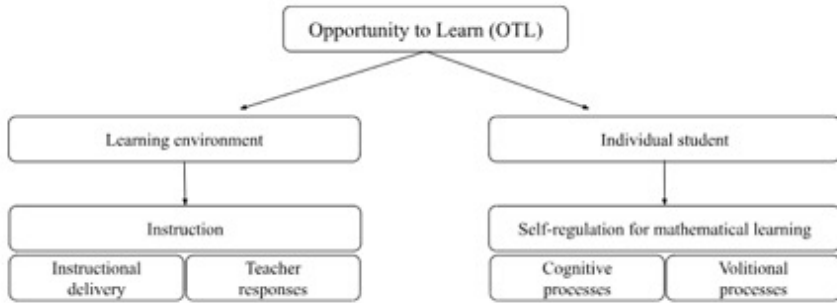 Opportunity to Learn (OTL)
Learning environment
Individual student
Instruction
Self-regulation for mathematical learning
Instructional
delivery
Teacher
responses
Cognitive
processes
Volitional
processes